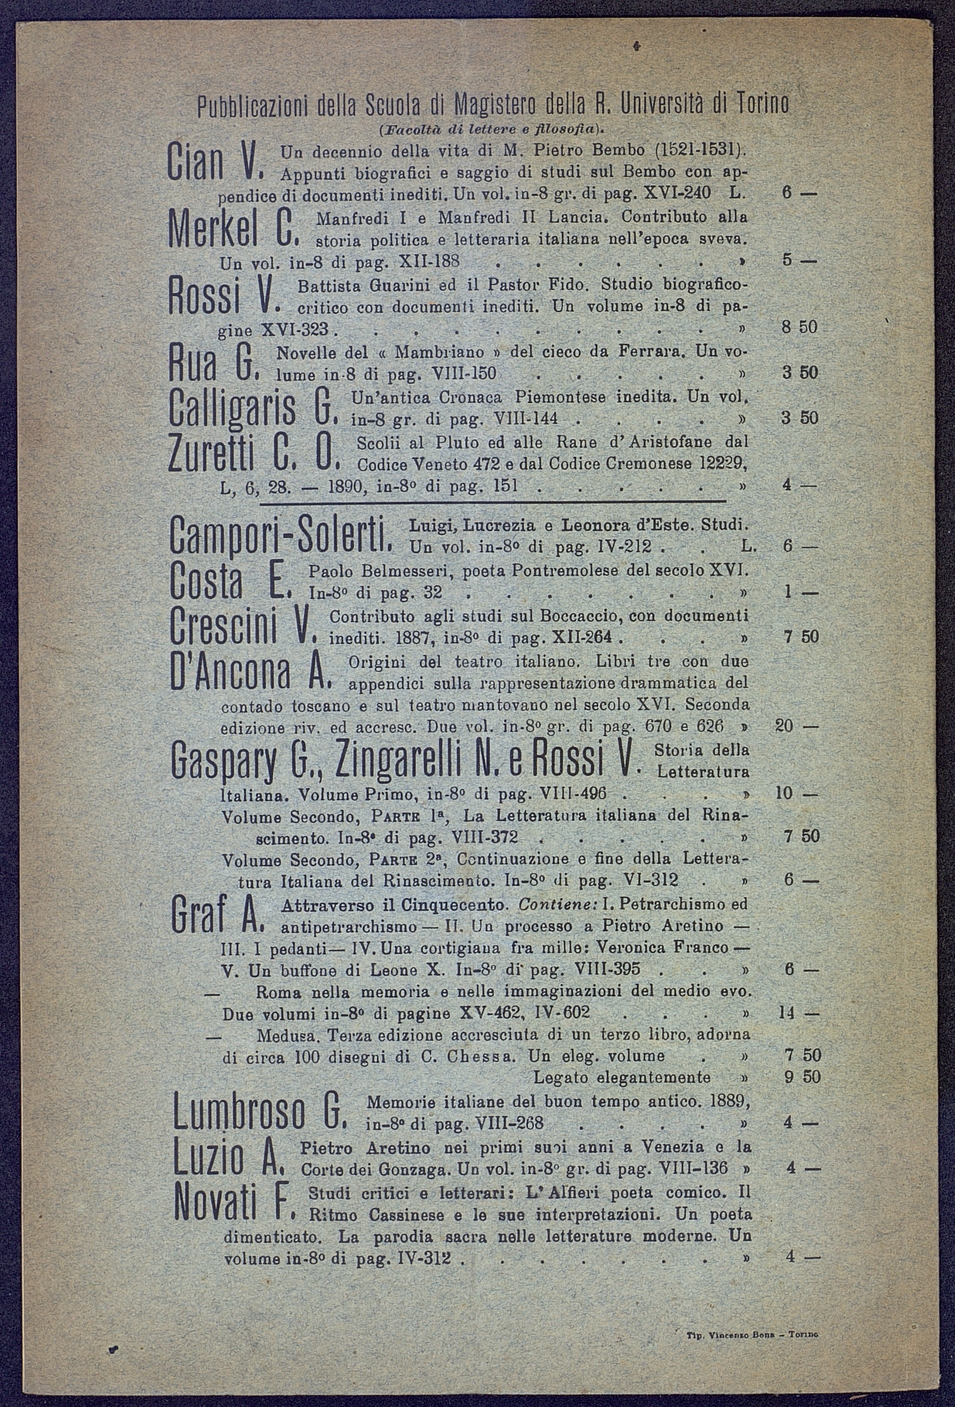 Pubblicazioni della Scuola di Magistero della R. Università di Torino
(Facoltà di lettere e filosofia).
Cian V. Un decennio della vita di M. Pietro Bembo (1521-1531).
Appunti biografici e saggio di studi sul Bembo con ap-
pendice di documenti inediti. Un vol. in-8 gr. di pag. XVI-240 L. 6 —
Merkel C. Manfredi I e Manfredi II Lancia. Contributo alla
storia politica e letteraria italiana nell'epoca sveva.
Un vol. in-8 di pag. XII-188 . . . . . . » 5 —
Rossi V. Battista Guarini ed il Pastor Fido. Studio biografico-
critico con documenti inediti. Un volume in-8 di pa-
gine XVI-323 . . . . . . . . . . » 8 50
Rua G. Novelle del « Mambriano » del cieco da Ferrara. Un vo-
lume in-8 di pag. VIII-150 . . . . . » 3 50
Calligaris G. Un'antica Cronaca Piemontese inedita. Un vol.
in-8 gr. di pag. VIII-144 . . . . » 3 50
Zuretti C. O. Scolii al Pluto ed alle Rane d'Aristofane dal
Codice Veneto 472 e dal Codice Cremonese 12229,
L, 6, 28. — 1890, in-8º di pag. 151 . . . . . » 4 —
Campori-Solerti. Luigi, Lucrezia e Leonora d'Este. Studi.
Un vol. in-8º di pag. IV-212 . . L. 6 —
Costa E. Paolo Belmesseri, poeta Pontremolese del secolo XVI.
In-8º di pag. 32 . . . . . . . » 1 —
Crescini V. Contributo agli studi sul Boccaccio, con documenti
inediti. 1887, in-8º di pag. XII-264 . . . » 7 50
D'Ancona A. Origini del teatro italiano. Libri tre con due
appendici sulla rappresentazione drammatica del
contado toscano e sul teatro mantovano nel secolo XVI. Seconda
edizione riv. ed accresc. Due vol. in-8º gr. di pag. 670 e 626 » 20 —
Gaspary G., Zingarelli N. e Rossi V. Storia della
Letteratura
Italiana. Volume Primo, in-8º di pag. VIII-496 . . . » 10 —
Volume Secondo, PARTE 1ª, La Letteratura italiana del Rina-
scimento. In-8º di pag. VIII-372 . . . . . » 7 50
Volume Secondo, PARTE 2ª, Continuazione e fine della Lettera-
tura Italiana del Rinascimento. In-8º di pag. VI-312 . » 6 —
Graf A. Attraverso il Cinquecento. Contiene: I. Petrarchismo ed
antipetrarchismo — II. Un processo a Pietro Aretino —
III. I pedanti — IV. Una cortigiana fra mille: Veronica Franco —
V. Un buffone di Leone X. In-8º di pag. VIII-395 . . » 6 —
— Roma nella memoria e nelle immaginazioni del medio evo.
Due volumi in-8º di pagine XV-462, IV-602 . . . » 14 —
— Medusa. Terza edizione accresciuta di un terzo libro, adorna
di circa 100 disegni di C. Chessa. Un eleg. volume . » 7 50
Legato elegantemente » 9 50
Lumbroso G. Memorie italiane del buon tempo antico. 1889,
in-8º di pag. VIII-268 . . . . » 4 —
Luzio A. Pietro Aretino nei primi suoi anni a Venezia e la
Corte dei Gonzaga. Un vol. in-8º gr. di pag. VIII-136 » 4 —
Novati F. Studi critici e letterari: L'Alfieri poeta comico. Il
Ritmo Cassinese e le sue interpretazioni. Un poeta
dimenticato. La parodia sacra nelle letterature moderne. Un
volume in-8º di pag. IV-312 . . . . . . . » 4 —
Tip. Vincenzo Bona - Torino